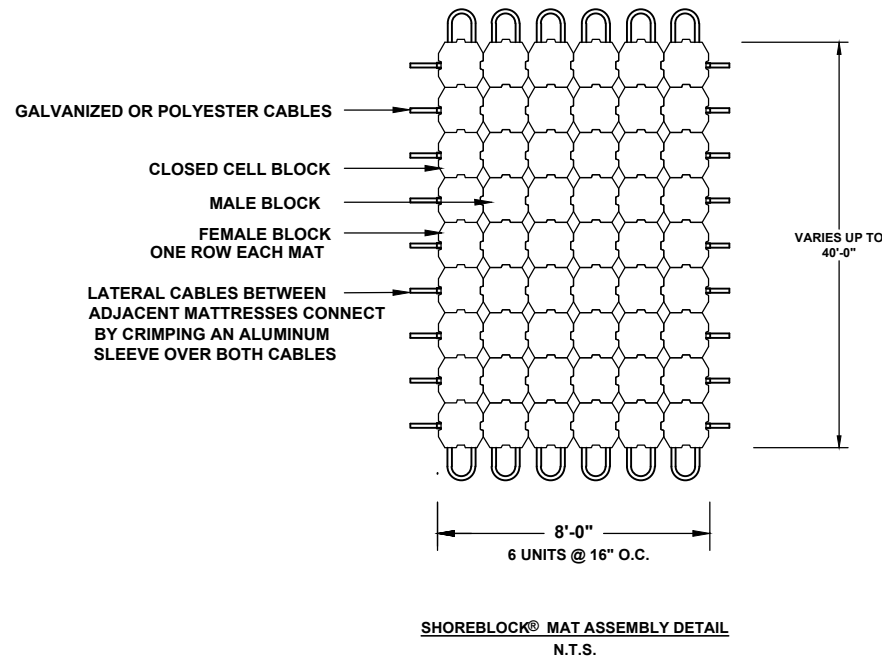 GALVANIZED OR POLYESTER CABLES
CLOSED CELL BLOCK
MALE BLOCK
FEMALE BLOCK
ONE ROW EACH MAT
LATERAL CABLES BETWEEN
ADJACENT MATTRESSES CONNECT
BY CRIMPING AN ALUMINUM
SLEEVE OVER BOTH CABLES
VARIES UP TO
40'-0"
8'-0"
6 UNITS @ 16" O.C.
SHOREBLOCK® MAT ASSEMBLY DETAIL
N.T.S.